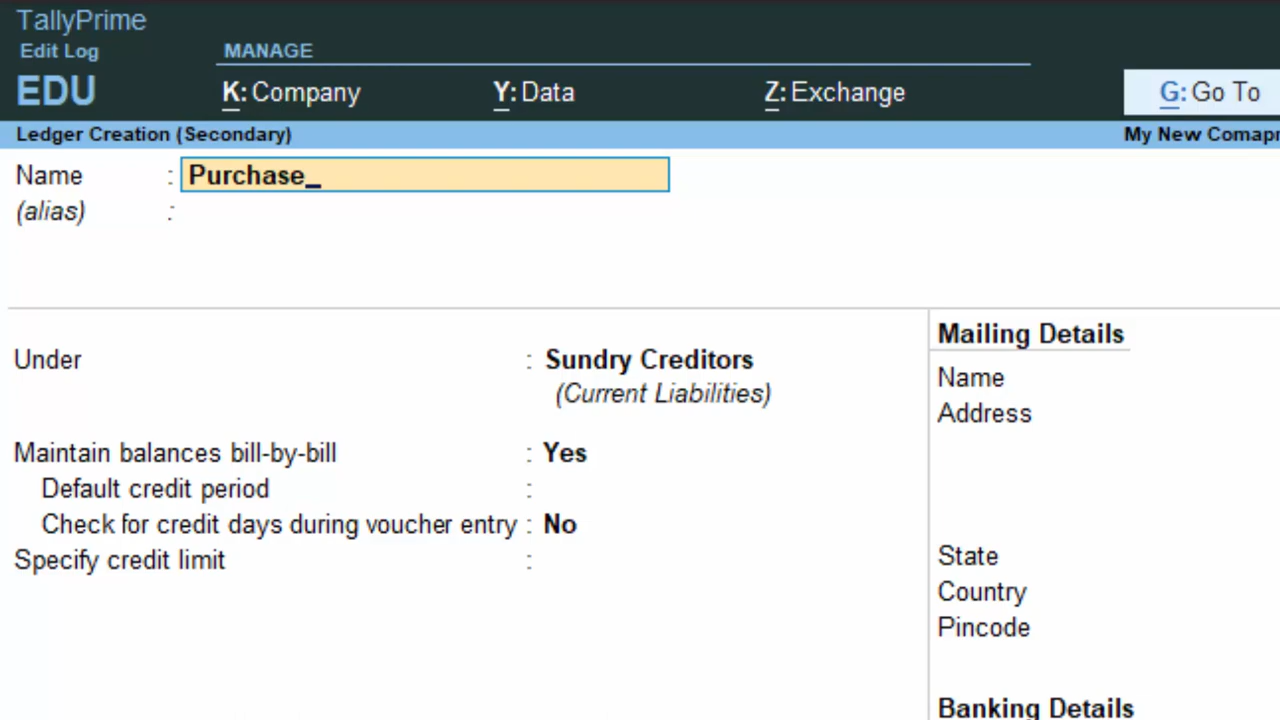 TallyPrime
Edit Log
MANAGE
EDU
K: Company
Y: Data
Z: Exchange
G: Go To
Ledger Creation (Secondary)
My New Comapn
Name : Purchase_
(alias) :
Under : Sundry Creditors
(Current Liabilities)
Maintain balances bill-by-bill : Yes
Default credit period :
Check for credit days during voucher entry : No
Specify credit limit :
Mailing Details
Name
Address
State
Country
Pincode
Banking Details